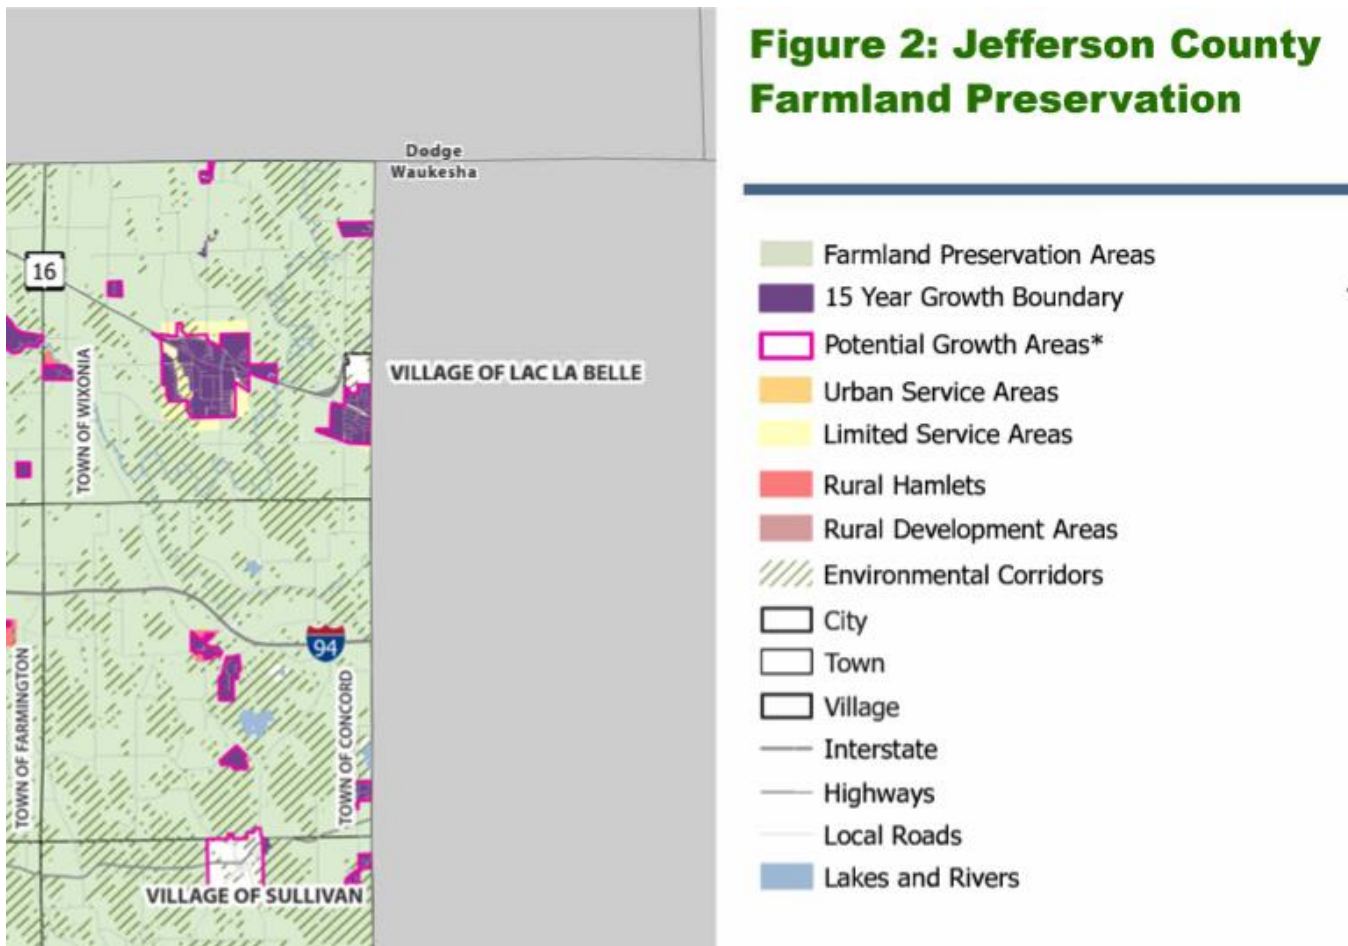 Figure 2: Jefferson County
Farmland Preservation
Dodge
Waukesha
16
TOWN OF WIXONIA
VILLAGE OF LAC LA BELLE
94
TOWN OF FARMINGTON
TOWN OF CONCORD
VILLAGE OF SULLIVAN
Farmland Preservation Areas
15 Year Growth Boundary
Potential Growth Areas*
Urban Service Areas
Limited Service Areas
Rural Hamlets
Rural Development Areas
Environmental Corridors
City
Town
Village
Interstate
Highways
Local Roads
Lakes and Rivers